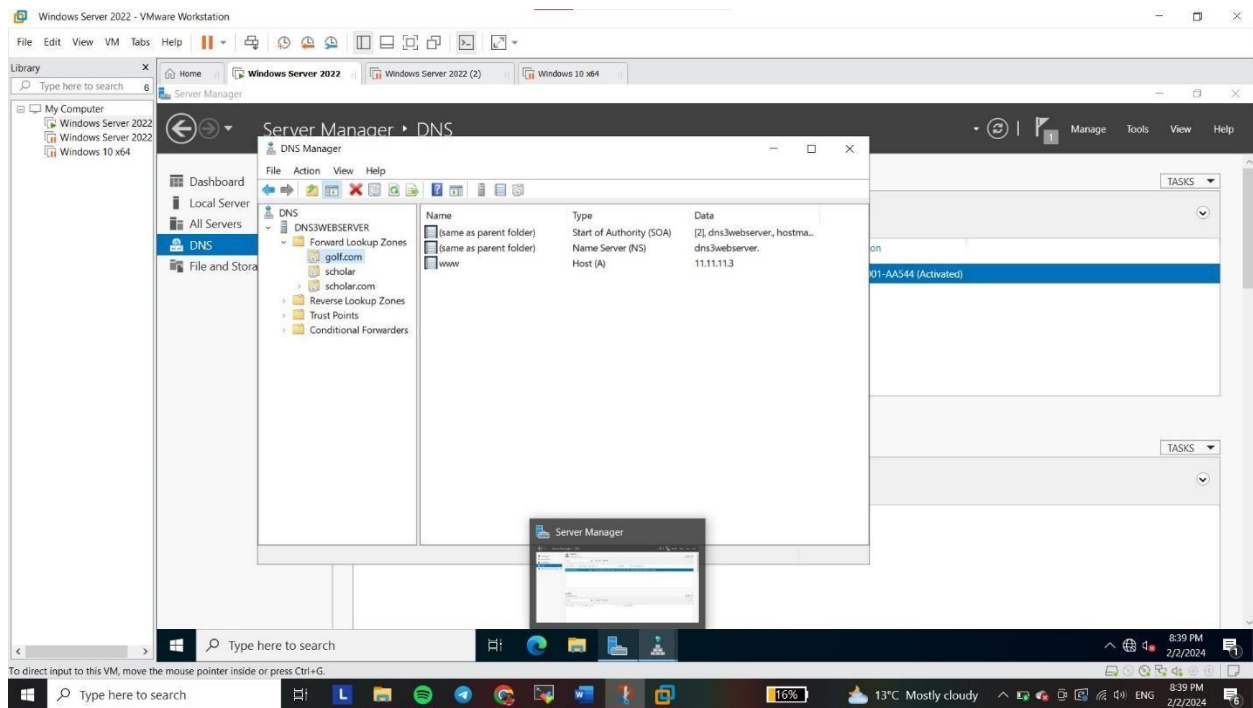 Windows Server 2022 - VMware Workstation
File Edit View VM Tabs Help
Library
Type here to search
My Computer
Windows Server 2022
Windows Server 2022
Windows 10 x64
Home
Windows Server 2022
Windows Server 2022 (2)
Windows 10 x64
Server Manager
Server Manager DNS
1
Manage Tools View Help
Dashboard
Local Server
All Servers
DNS
File and Stora
TASKS
on
001-AA544 (Activated)
TASKS
DNS Manager
File Action View Help
DNS
DNS3WEBSERVER
Forward Lookup Zones
golf.com
scholar
scholar.com
Reverse Lookup Zones
Trust Points
Conditional Forwarders
Name Type Data
(same as parent folder) Start of Authority (SOA) [2], dns3webserver., hostma...
(same as parent folder) Name Server (NS) dns3webserver.
www Host (A) 11.11.11.3
Server Manager
Type here to search
8:39 PM
2/2/2024
1
To direct input to this VM, move the mouse pointer inside or press Ctrl+G.
Type here to search
L
16%
13°C Mostly cloudy
ENG
8:39 PM
2/2/2024
6